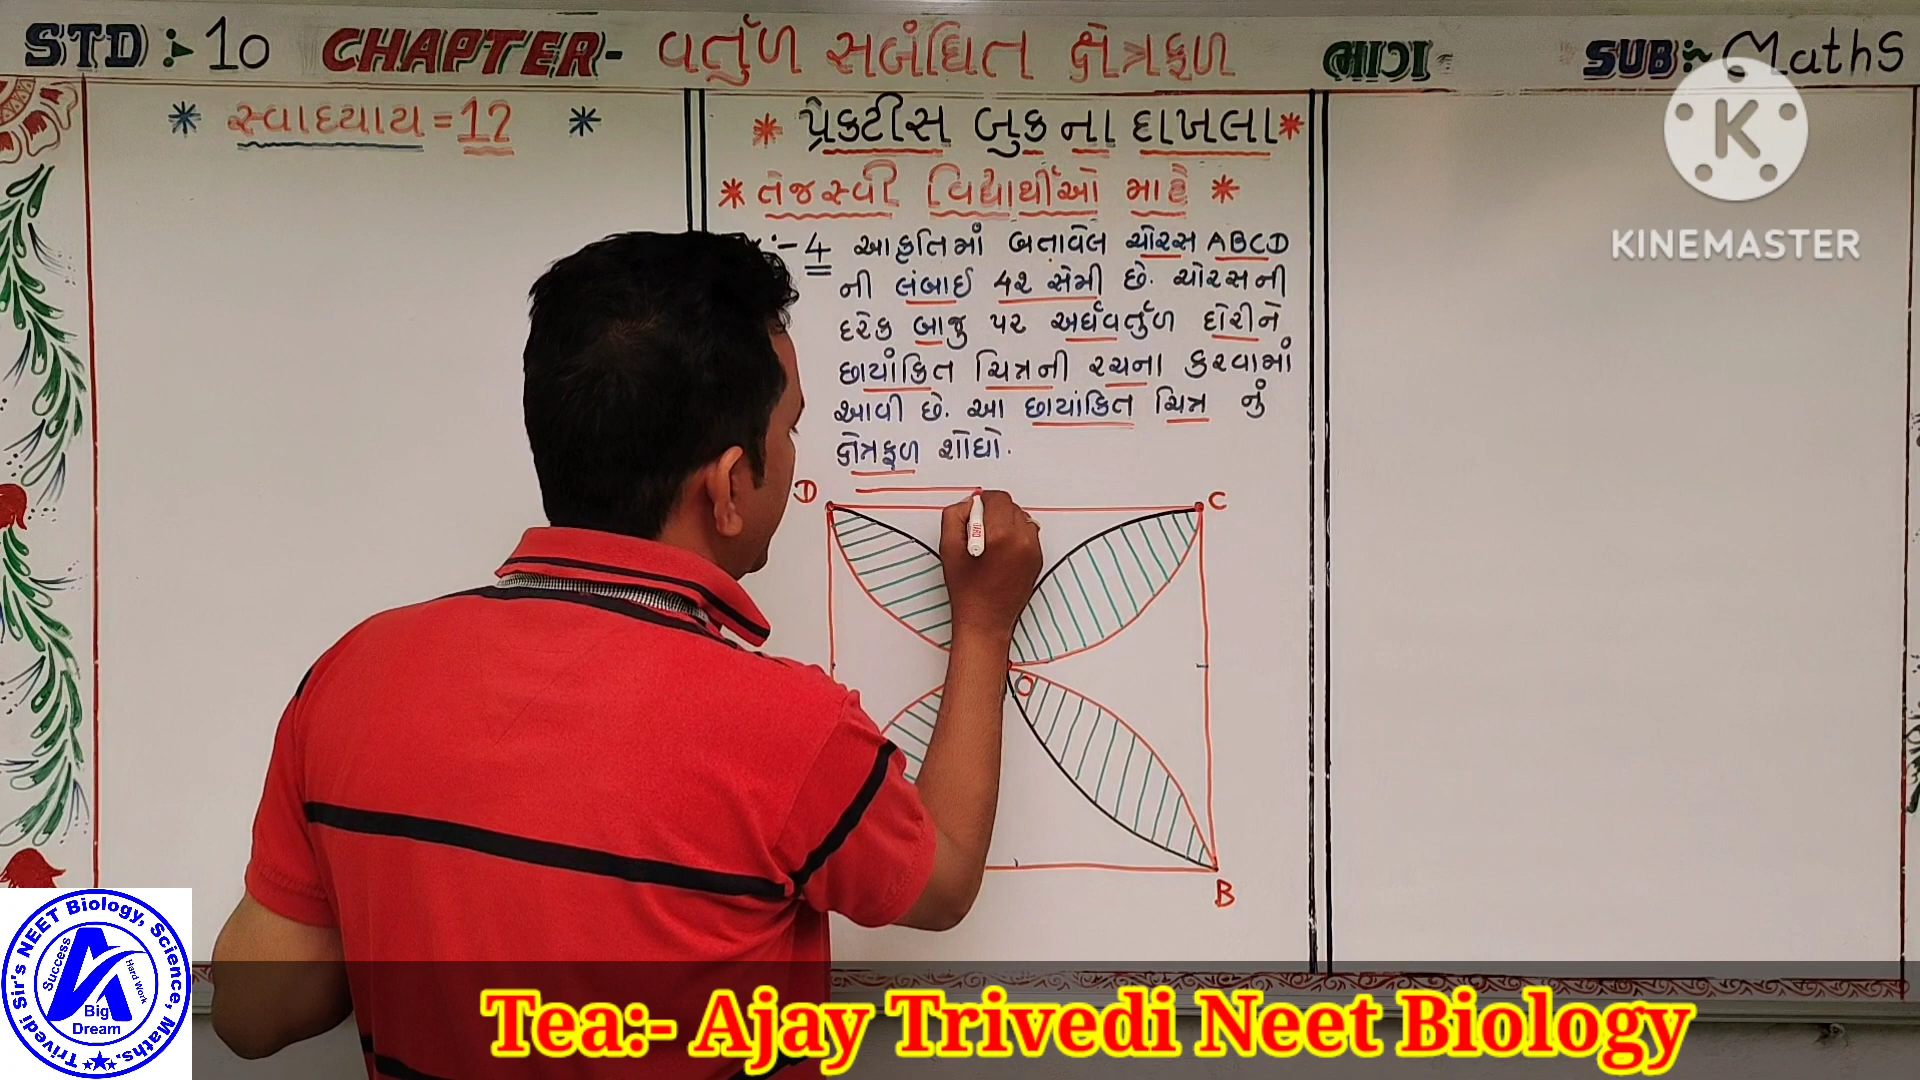 STD :- 10 CHAPTER- વર્તુળ સબંઘિત ક્ષેત્રફળ ભાગ SUB:- Maths
* સ્વાધ્યાય = 12 *
* પ્રેકટીસ બુક ના દાખલા *
* તેજસ્વી વિદ્યાર્થીઓ માટે *
:- 4 આકૃતિમાં બતાવેલ ચોરસ ABCD
ની લંબાઈ 42 સેમી છે. ચોરસની
દરેક બાજુ પર અર્ધવર્તુળ દોરીને
છાયાંકિત ચિત્રની રચના કરવામાં
આવી છે. આ છાયાંકિત ચિત્ર નું
ક્ષેત્રફળ શોધો.
D C
O
B
K
KINEMASTER
Trivedi Sir's NEET Biology, Science, Maths.
Success
Hard Work
Big
Dream
Tea:- Ajay Trivedi Neet Biology